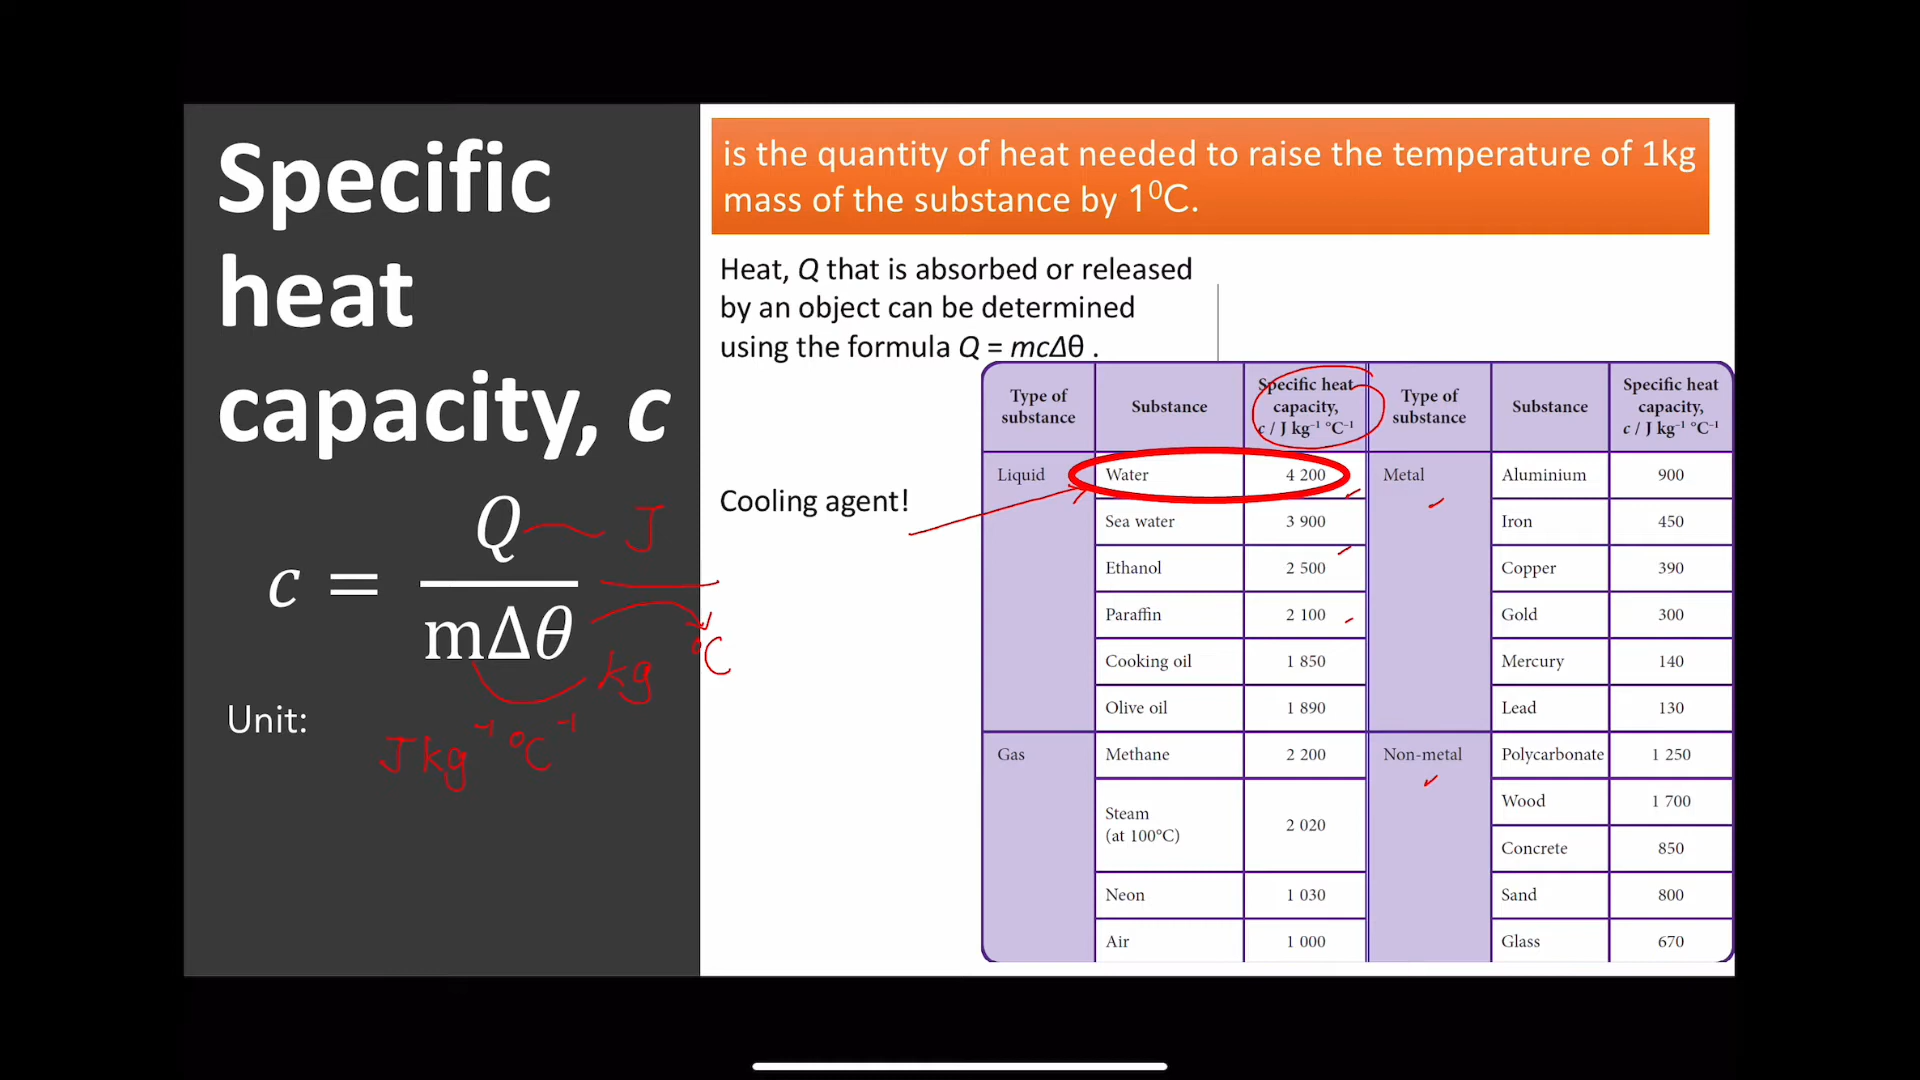 Specific
heat
capacity, c
c = Q / mΔθ
J
kg °C
Unit:
J kg⁻¹ °C⁻¹
is the quantity of heat needed to raise the temperature of 1kg
mass of the substance by 1⁰C.
Heat, Q that is absorbed or released
by an object can be determined
using the formula Q = mcΔθ .
Cooling agent!
Type of substance Substance Specific heat capacity, c / J kg⁻¹ °C⁻¹ Type of substance Substance Specific heat capacity, c / J kg⁻¹ °C⁻¹
Liquid Water 4 200 Metal Aluminium 900
Sea water 3 900 Iron 450
Ethanol 2 500 Copper 390
Paraffin 2 100 Gold 300
Cooking oil 1 850 Mercury 140
Olive oil 1 890 Lead 130
Gas Methane 2 200 Non-metal Polycarbonate 1 250
Steam (at 100°C) 2 020 Wood 1 700
Concrete 850
Neon 1 030 Sand 800
Air 1 000 Glass 670